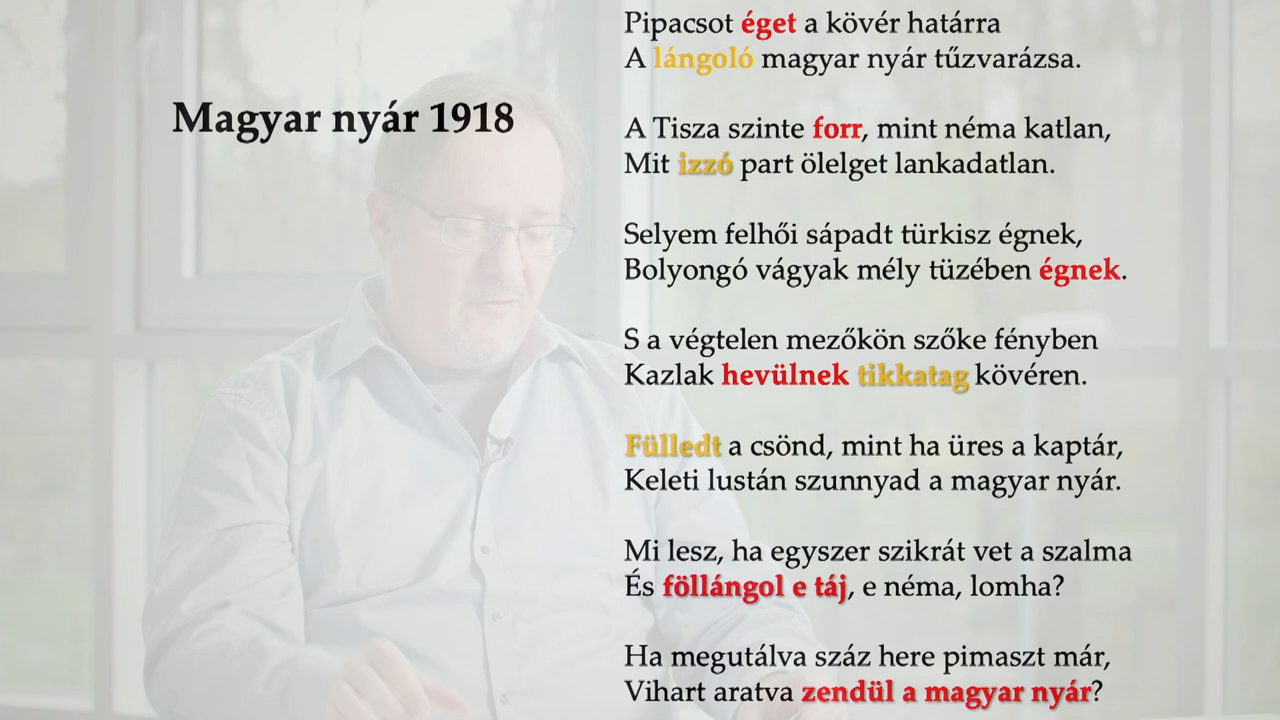 Magyar nyár 1918
Pipacsot éget a kövér határra
A lángoló magyar nyár tűzvarázsa.
A Tisza szinte forr, mint néma katlan,
Mit izzó part ölelget lankadatlan.
Selyem felhői sápadt türkisz égnek,
Bolyongó vágyak mély tüzében égnek.
S a végtelen mezőkön szőke fényben
Kazlak hevülnek tikkatag kövéren.
Fülledt a csönd, mint ha üres a kaptár,
Keleti lustán szunnyad a magyar nyár.
Mi lesz, ha egyszer szikrát vet a szalma
És föllángol e táj, e néma, lomha?
Ha megutálva száz here pimaszt már,
Vihart aratva zendül a magyar nyár?